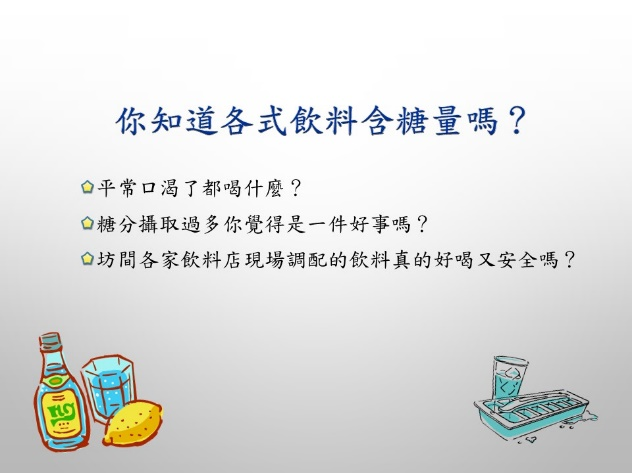 你知道各式飲料含糖量嗎？
平常口渴了都喝什麼？
糖分攝取過多你覺得是一件好事嗎？
坊間各家飲料店現場調配的飲料真的好喝又安全嗎？